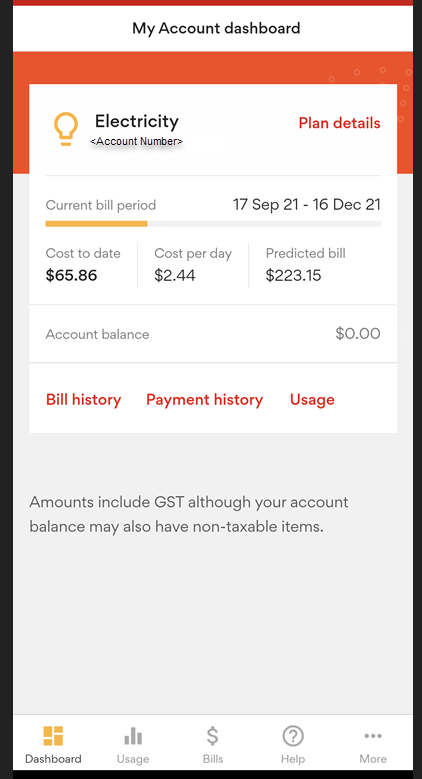 My Account dashboard
Electricity
Plan details
<Account Number>
Current bill period 17 Sep 21 - 16 Dec 21
Cost to date Cost per day Predicted bill
$65.86 $2.44 $223.15
Account balance $0.00
Bill history Payment history Usage
Amounts include GST although your account
balance may also have non-taxable items.
Dashboard Usage Bills Help More